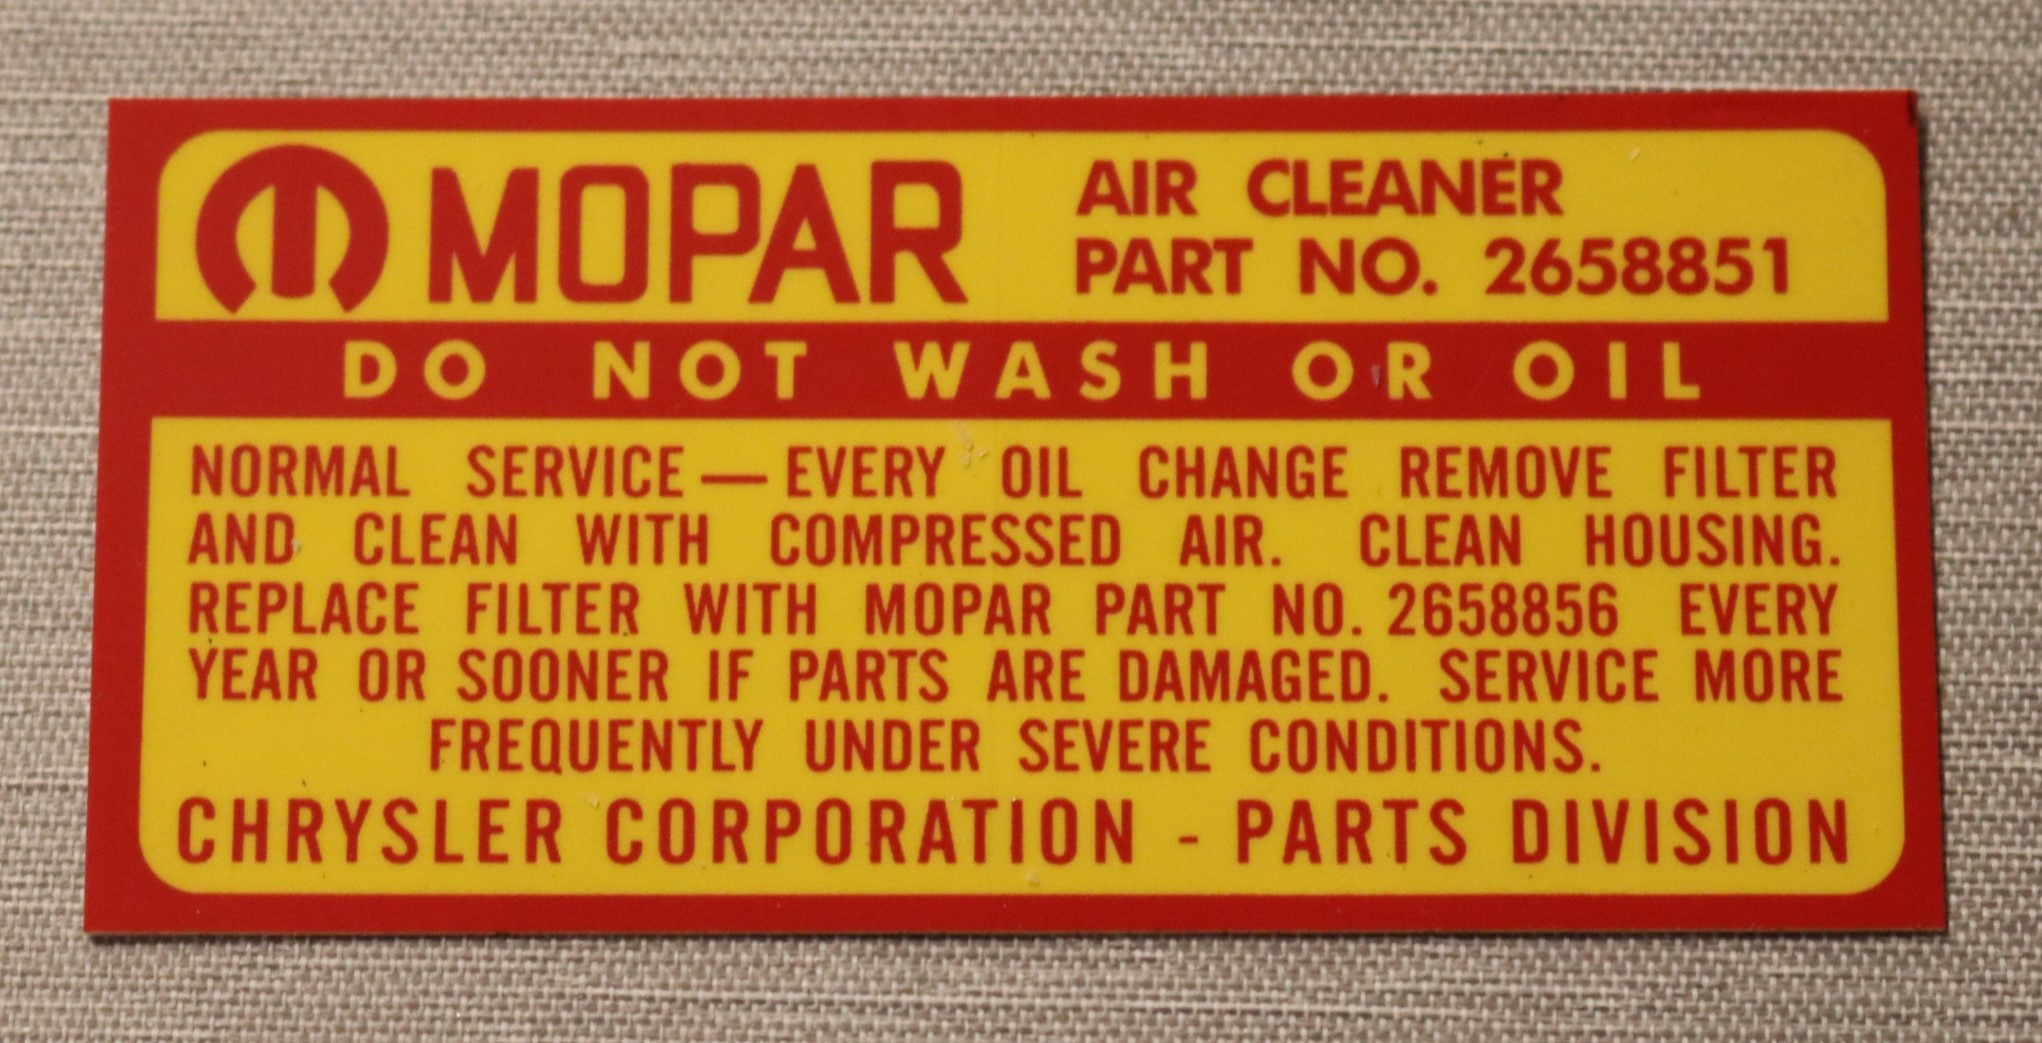 MOPAR
AIR CLEANER
PART NO. 2658851
DO NOT WASH OR OIL
NORMAL SERVICE — EVERY OIL CHANGE REMOVE FILTER
AND CLEAN WITH COMPRESSED AIR. CLEAN HOUSING.
REPLACE FILTER WITH MOPAR PART NO. 2658856 EVERY
YEAR OR SOONER IF PARTS ARE DAMAGED. SERVICE MORE
FREQUENTLY UNDER SEVERE CONDITIONS.
CHRYSLER CORPORATION - PARTS DIVISION